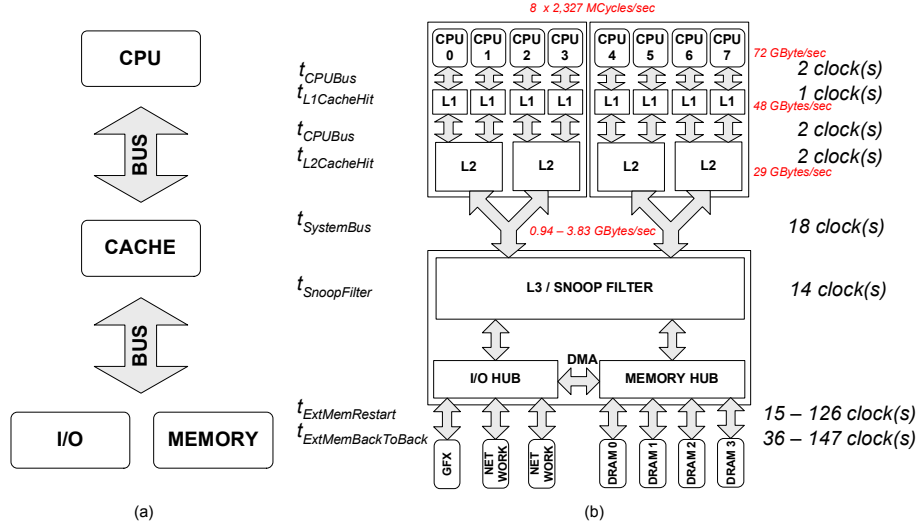 8 x 2,327 MCycles/sec
CPU
BUS
CACHE
BUS
I/O
MEMORY
(a)
CPU 0
CPU 1
CPU 2
CPU 3
CPU 4
CPU 5
CPU 6
CPU 7
72 GByte/sec
tCPUBus
2 clock(s)
tL1CacheHit
L1
L1
L1
L1
L1
L1
L1
L1
1 clock(s)
48 GBytes/sec
tCPUBus
2 clock(s)
tL2CacheHit
L2
L2
L2
L2
2 clock(s)
29 GBytes/sec
tSystemBus
0.94 – 3.83 GBytes/sec
18 clock(s)
tSnoopFilter
L3 / SNOOP FILTER
14 clock(s)
I/O HUB
DMA
MEMORY HUB
tExtMemRestart
15 – 126 clock(s)
tExtMemBackToBack
36 – 147 clock(s)
GFX
NET WORK
NET WORK
DRAM 0
DRAM 1
DRAM 2
DRAM 3
(b)